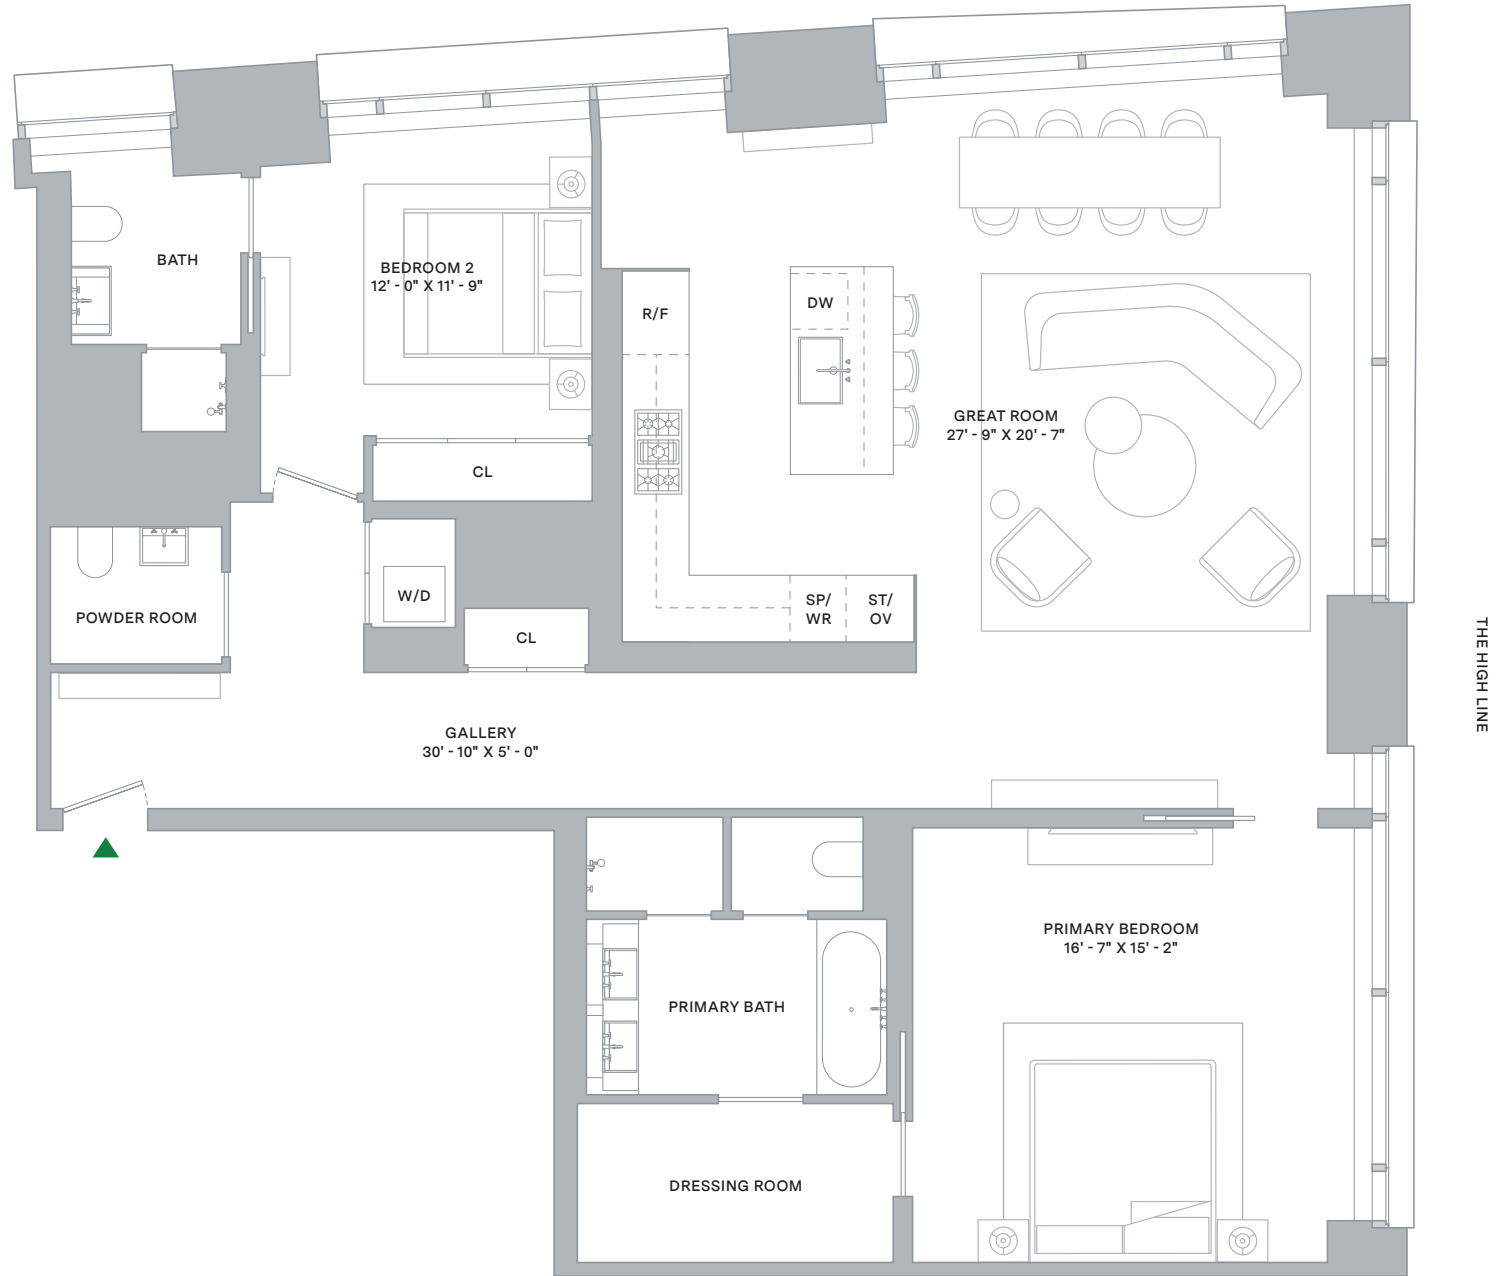 BATH
BEDROOM 2
12' - 0" X 11' - 9"
R/F
DW
GREAT ROOM
27' - 9" X 20' - 7"
CL
W/D
SP/
WR
ST/
OV
POWDER ROOM
CL
THE HIGH LINE
GALLERY
30' - 10" X 5' - 0"
PRIMARY BEDROOM
16' - 7" X 15' - 2"
PRIMARY BATH
DRESSING ROOM